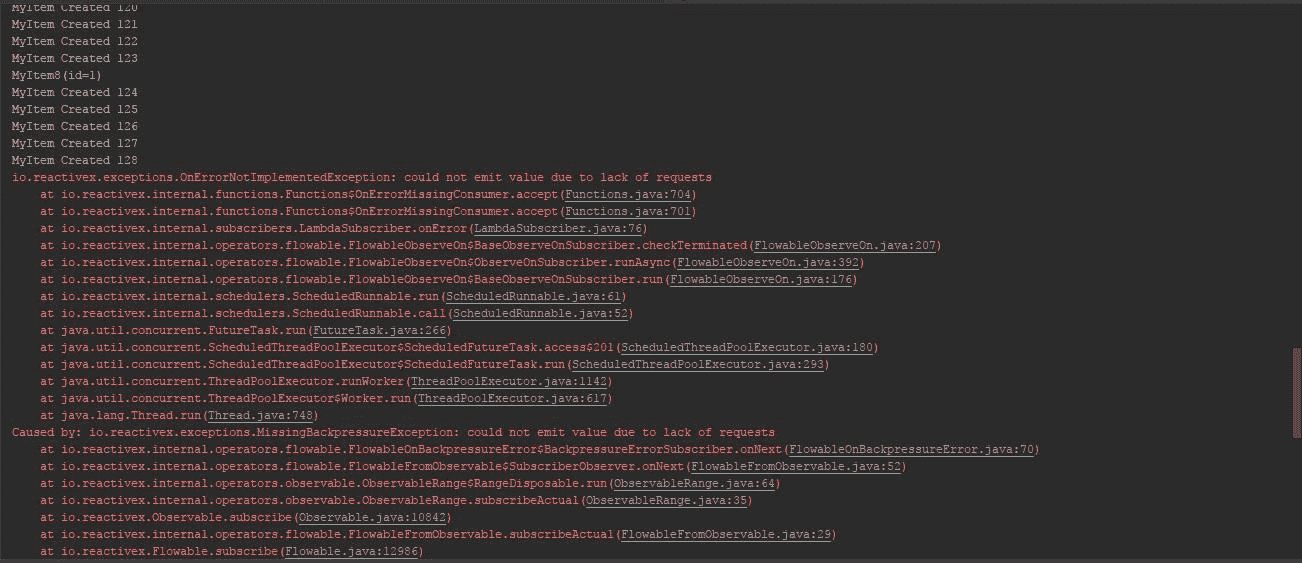 MyItem Created 120
MyItem Created 121
MyItem Created 122
MyItem Created 123
MyItem8(id=1)
MyItem Created 124
MyItem Created 125
MyItem Created 126
MyItem Created 127
MyItem Created 128
io.reactivex.exceptions.OnErrorNotImplementedException: could not emit value due to lack of requests
at io.reactivex.internal.functions.Functions$OnErrorMissingConsumer.accept(Functions.java:704)
at io.reactivex.internal.functions.Functions$OnErrorMissingConsumer.accept(Functions.java:701)
at io.reactivex.internal.subscribers.LambdaSubscriber.onError(LambdaSubscriber.java:76)
at io.reactivex.internal.operators.flowable.FlowableObserveOn$BaseObserveOnSubscriber.checkTerminated(FlowableObserveOn.java:207)
at io.reactivex.internal.operators.flowable.FlowableObserveOn$ObserveOnSubscriber.runAsync(FlowableObserveOn.java:392)
at io.reactivex.internal.operators.flowable.FlowableObserveOn$BaseObserveOnSubscriber.run(FlowableObserveOn.java:176)
at io.reactivex.internal.schedulers.ScheduledRunnable.run(ScheduledRunnable.java:61)
at io.reactivex.internal.schedulers.ScheduledRunnable.call(ScheduledRunnable.java:52)
at java.util.concurrent.FutureTask.run(FutureTask.java:266)
at java.util.concurrent.ScheduledThreadPoolExecutor$ScheduledFutureTask.access$201(ScheduledThreadPoolExecutor.java:180)
at java.util.concurrent.ScheduledThreadPoolExecutor$ScheduledFutureTask.run(ScheduledThreadPoolExecutor.java:293)
at java.util.concurrent.ThreadPoolExecutor.runWorker(ThreadPoolExecutor.java:1142)
at java.util.concurrent.ThreadPoolExecutor$Worker.run(ThreadPoolExecutor.java:617)
at java.lang.Thread.run(Thread.java:748)
Caused by: io.reactivex.exceptions.MissingBackpressureException: could not emit value due to lack of requests
at io.reactivex.internal.operators.flowable.FlowableOnBackpressureError$BackpressureErrorSubscriber.onNext(FlowableOnBackpressureError.java:70)
at io.reactivex.internal.operators.flowable.FlowableFromObservable$SubscriberObserver.onNext(FlowableFromObservable.java:52)
at io.reactivex.internal.operators.observable.ObservableRange$RangeDisposable.run(ObservableRange.java:64)
at io.reactivex.internal.operators.observable.ObservableRange.subscribeActual(ObservableRange.java:35)
at io.reactivex.Observable.subscribe(Observable.java:10842)
at io.reactivex.internal.operators.flowable.FlowableFromObservable.subscribeActual(FlowableFromObservable.java:29)
at io.reactivex.Flowable.subscribe(Flowable.java:12986)